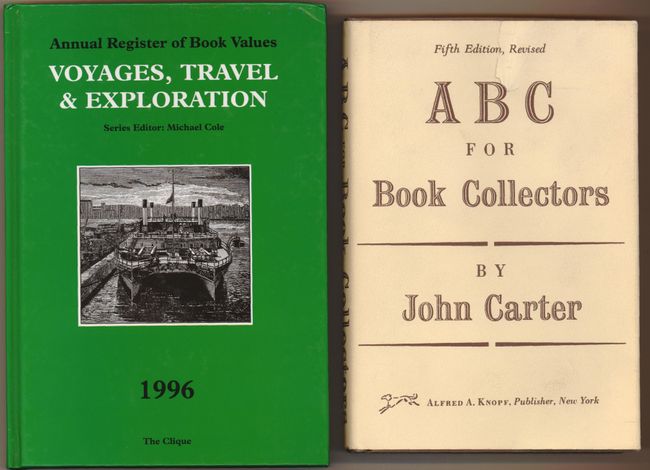 Annual Register of Book Values
VOYAGES, TRAVEL
& EXPLORATION
Series Editor: Michael Cole
1996
The Clique
Fifth Edition, Revised
ABC
FOR
Book Collectors
BY
John Carter
ALFRED A. KNOPF, Publisher, New York